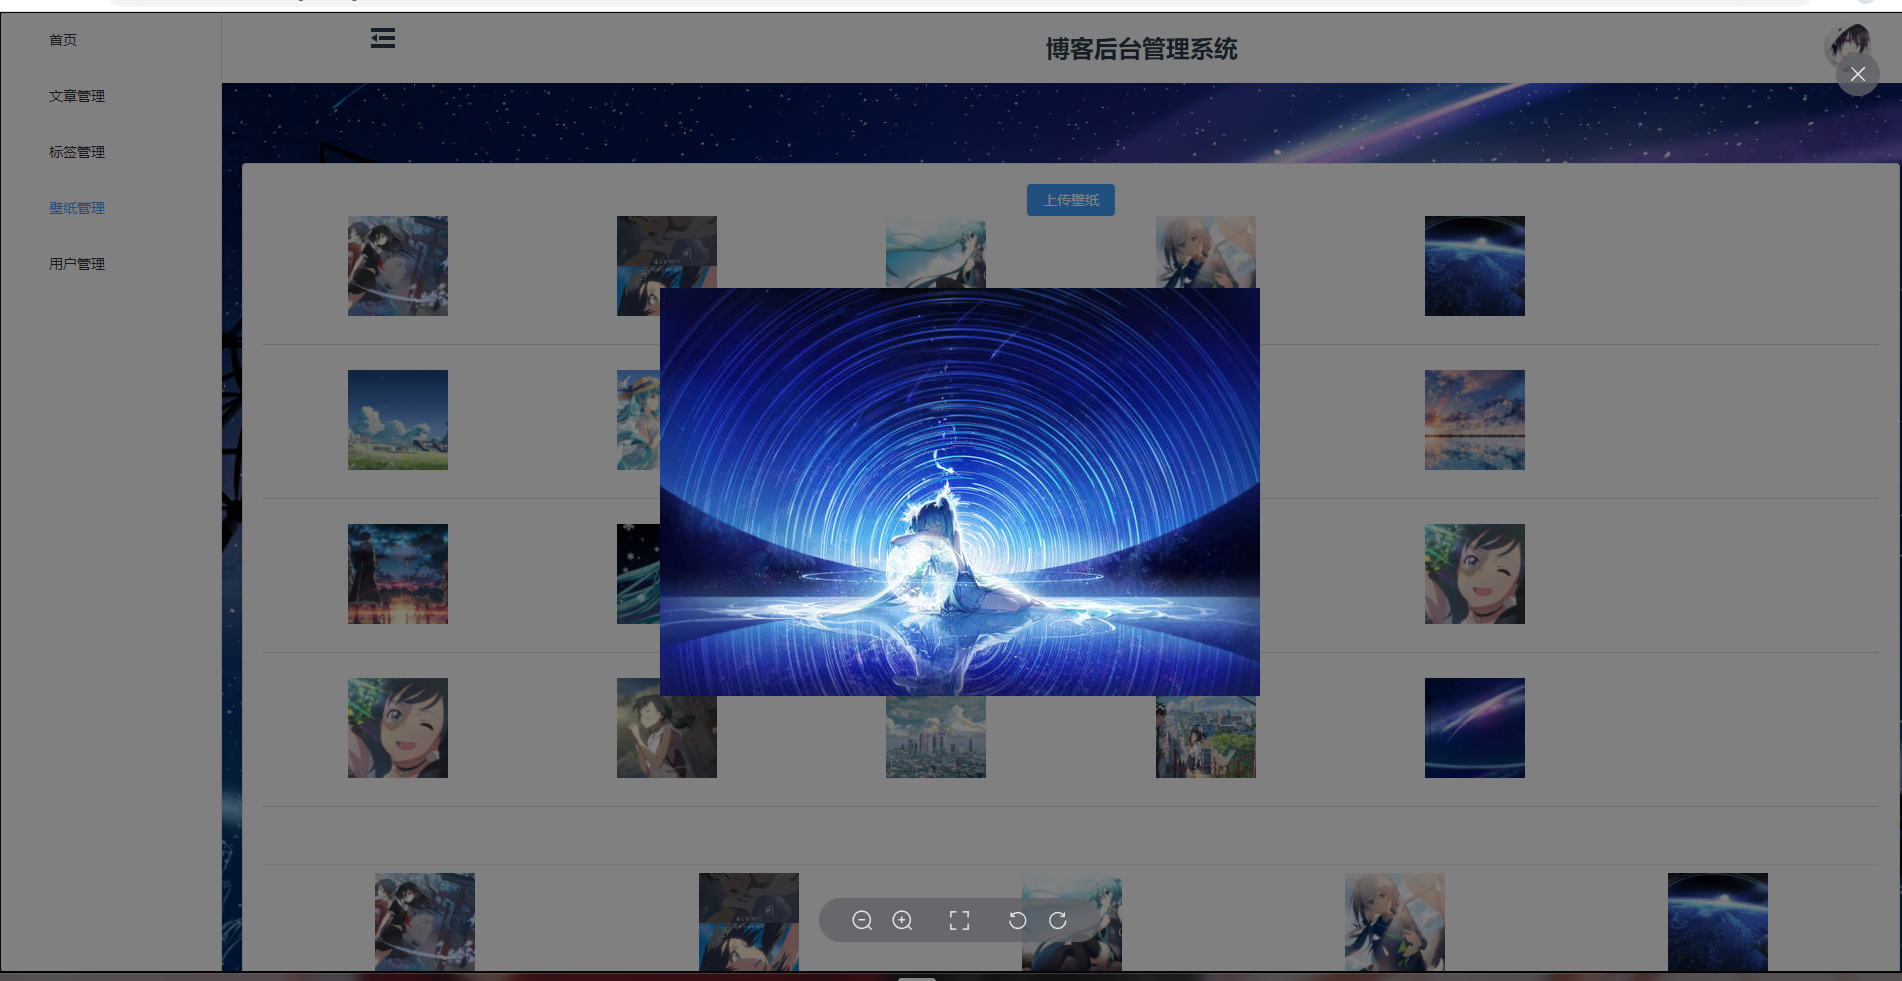 首页
博客后台管理系统
文章管理
标签管理
壁纸管理
用户管理
上传壁纸